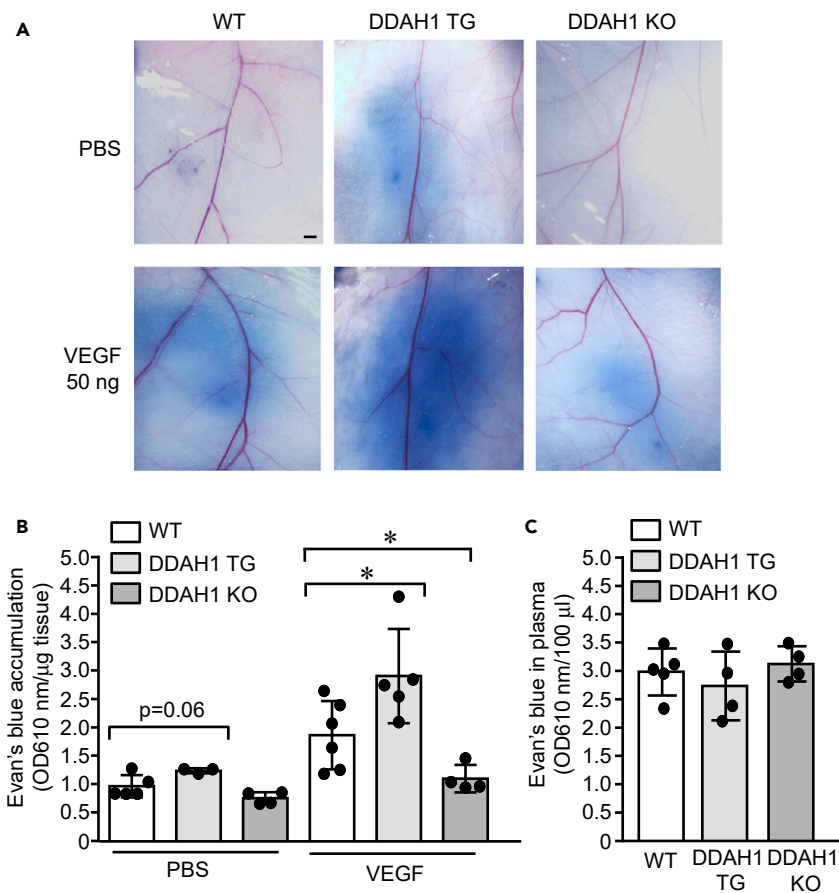 A
WT
DDAH1 TG
DDAH1 KO
PBS
VEGF
50 ng
B
WT
DDAH1 TG
DDAH1 KO
Evan's blue accumulation
(OD610 nm/µg tissue)
5.0
4.5
4.0
3.5
3.0
2.5
2.0
1.5
1.0
0.5
0
p=0.06
*
*
PBS
VEGF
C
WT
DDAH1 TG
DDAH1 KO
Evan's blue in plasma
(OD610 nm/100 µl)
5.0
4.5
4.0
3.5
3.0
2.5
2.0
1.5
1.0
0.5
0
WT
DDAH1
TG
DDAH1
KO